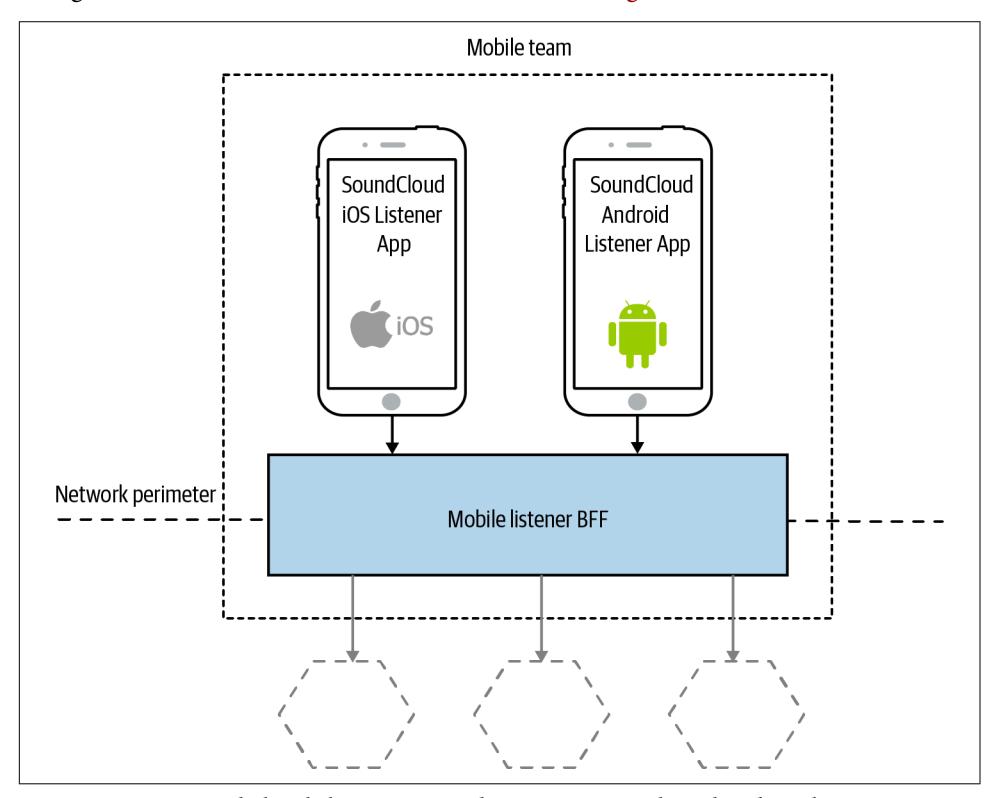 Mobile team
SoundCloud
iOS Listener
App
iOS
SoundCloud
Android
Listener App
Network perimeter
Mobile listener BFF